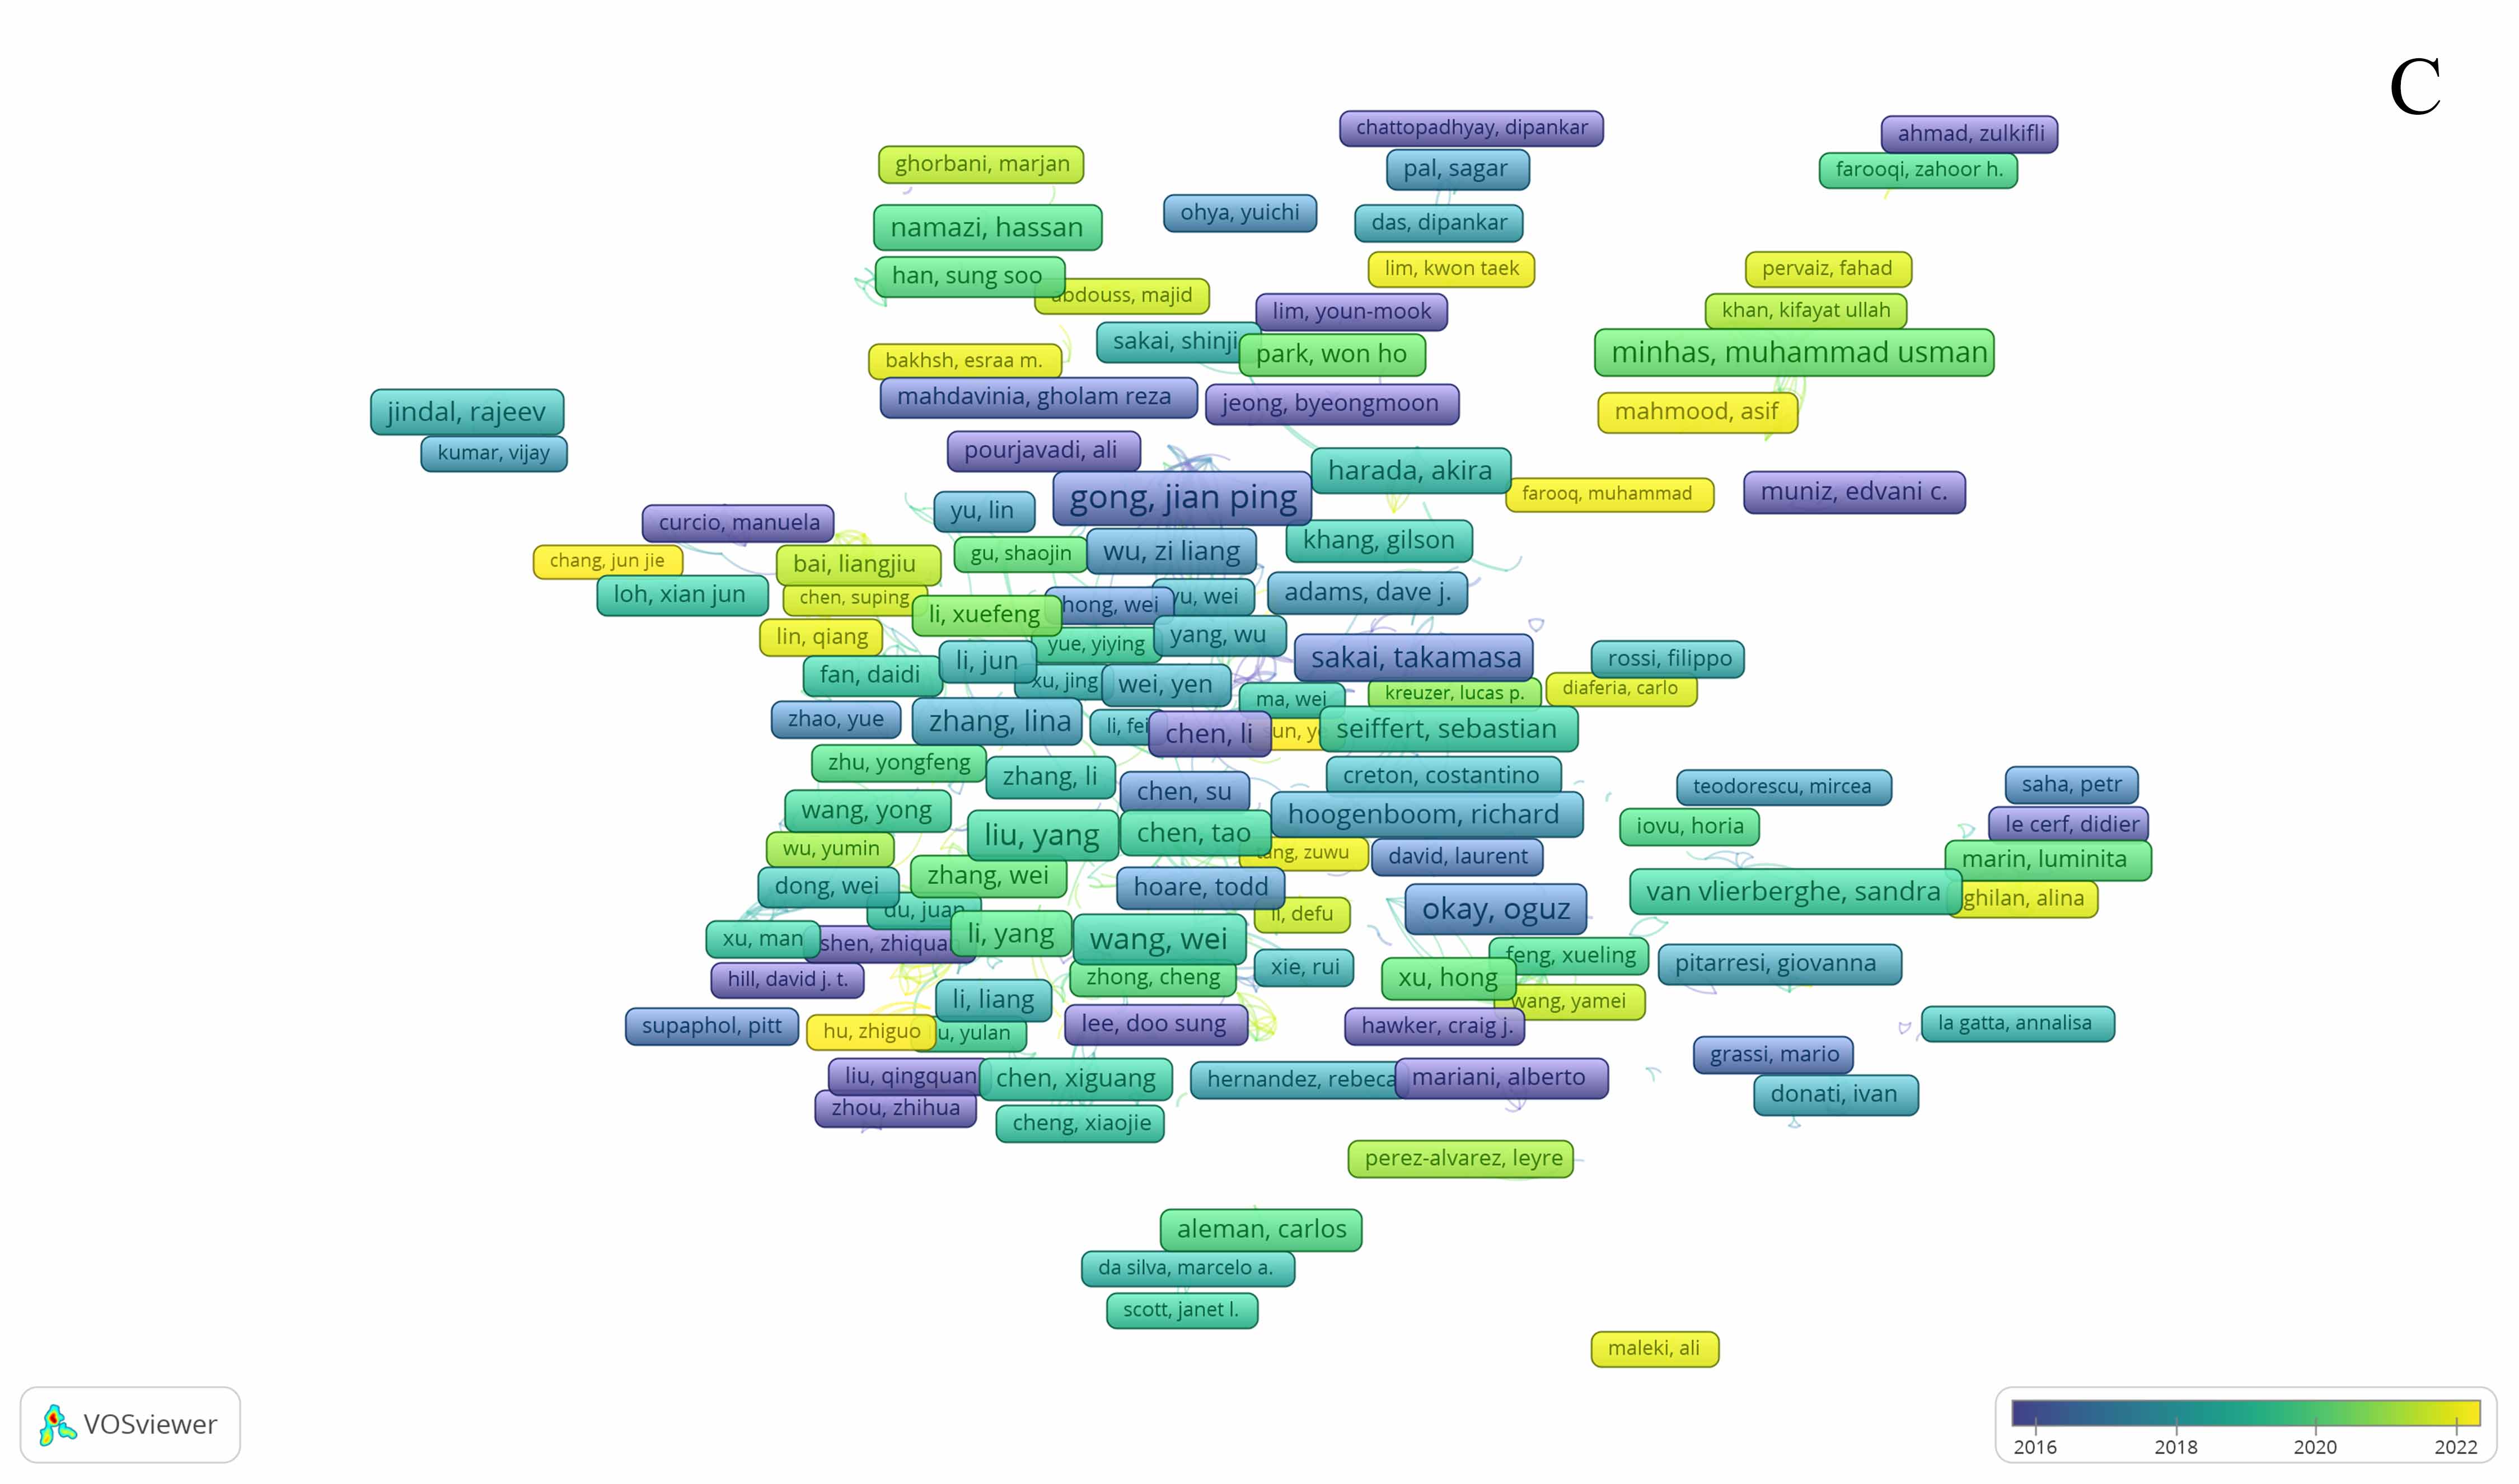 C
chattopadhyay, dipankar
ahmad, zulkifli
ghorbani, marjan
pal, sagar
farooqi, zahoor h.
namazi, hassan
ohya, yuichi
das, dipankar
han, sung soo
lim, kwon taek
pervaiz, fahad
abdouss, majid
lim, youn-mook
khan, kifayat ullah
sakai, shinji
park, won ho
minhas, muhammad usman
bakhsh, esraa m.
mahdavinia, gholam reza
jeong, byeongmoon
jindal, rajeev
mahmood, asif
kumar, vijay
pourjavadi, ali
harada, akira
gong, jian ping
farooq, muhammad
muniz, edvani c.
curcio, manuela
yu, lin
khang, gilson
chang, jun jie
bai, liangjiu
gu, shaojin
wu, zi liang
loh, xian jun
chen, suping
hong, wei
yu, wei
adams, dave j.
li, xuefeng
lin, qiang
yue, yiying
yang, wu
sakai, takamasa
rossi, filippo
fan, daidi
li, jun
xu, jing
wei, yen
ma, wei
kreuzer, lucas p.
diaferia, carlo
zhao, yue
zhang, lina
li, fei
chen, li
seiffert, sebastian
zhu, yongfeng
zhang, li
creton, costantino
chen, su
teodorescu, mircea
saha, petr
wang, yong
hoogenboom, richard
iovu, horia
le cerf, didier
liu, yang
chen, tao
wu, yumin
tang, zuwu
david, laurent
marin, luminita
dong, wei
zhang, wei
hoare, todd
van vlierberghe, sandra
ghilan, alina
du, juan
li, defu
okay, oguz
xu, man
shen, zhiquan
li, yang
wang, wei
feng, xueling
hill, david j. t.
zhong, cheng
xie, rui
xu, hong
pitarresi, giovanna
li, liang
wang, yamei
supaphol, pitt
hu, zhiguo
u, yulan
lee, doo sung
hawker, craig j.
la gatta, annalisa
grassi, mario
liu, qingquan
chen, xiguang
hernandez, rebeca
mariani, alberto
donati, ivan
zhou, zhihua
cheng, xiaojie
perez-alvarez, leyre
aleman, carlos
da silva, marcelo a.
scott, janet l.
maleki, ali
VOSviewer
2016 2018 2020 2022